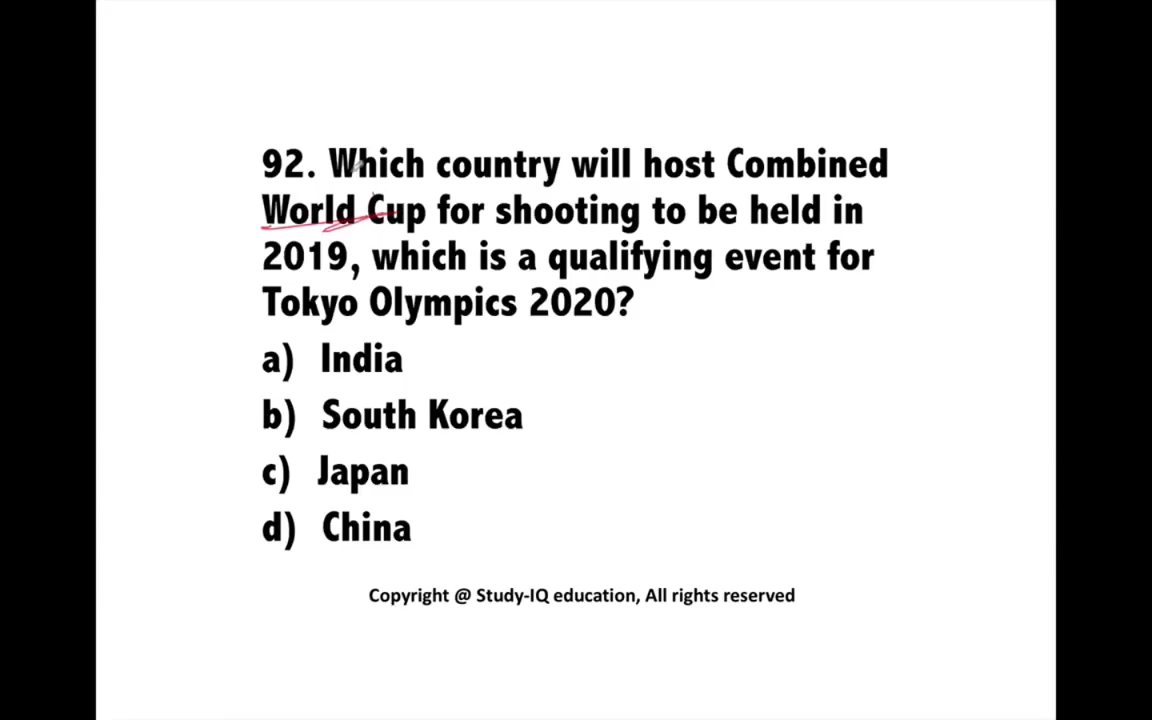 92. Which country will host Combined
World Cup for shooting to be held in
2019, which is a qualifying event for
Tokyo Olympics 2020?
a) India
b) South Korea
c) Japan
d) China
Copyright @ Study-IQ education, All rights reserved